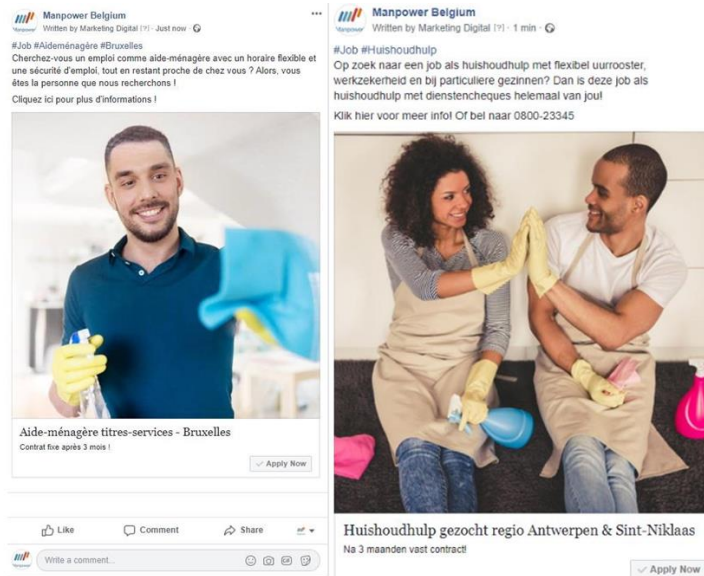 Manpower Belgium
Written by Marketing Digital [?] · Just now ·
#Job #Aideménagère #Bruxelles
Cherchez-vous un emploi comme aide-ménagère avec un horaire flexible et
une sécurité d'emploi, tout en restant proche de chez vous ? Alors, vous
êtes la personne que nous recherchons !
Cliquez ici pour plus d'informations !
Aide-ménagère titres-services - Bruxelles
Contrat fixe après 3 mois !
Apply Now
Like Comment Share
Write a comment...
GIF
Manpower Belgium
Written by Marketing Digital [?] · 1 min ·
#Job #Huishoudhulp
Op zoek naar een job als huishoudhulp met flexibel uurrooster,
werkzekerheid en bij particuliere gezinnen? Dan is deze job als
huishoudhulp met dienstencheques helemaal van jou!
Klik hier voor meer info! Of bel naar 0800-23345
Huishoudhulp gezocht regio Antwerpen & Sint-Niklaas
Na 3 maanden vast contract!
Apply Now